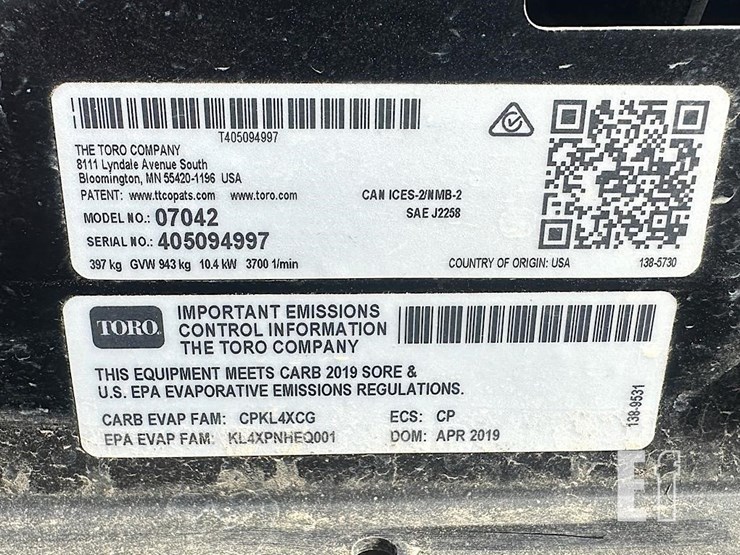 T405094997
THE TORO COMPANY
8111 Lyndale Avenue South
Bloomington, MN 55420-1196 USA
PATENT: www.ttcopats.com www.toro.com
CAN ICES-2/NMB-2
MODEL NO.: 07042
SAE J2258
SERIAL NO.: 405094997
397 kg GVW 943 kg 10.4 kW 3700 1/min
COUNTRY OF ORIGIN: USA
138-5730
TORO
IMPORTANT EMISSIONS
CONTROL INFORMATION
THE TORO COMPANY
THIS EQUIPMENT MEETS CARB 2019 SORE &
U.S. EPA EVAPORATIVE EMISSIONS REGULATIONS.
CARB EVAP FAM: CPKL4XCG ECS: CP
EPA EVAP FAM: KL4XPNHEQ001 DOM: APR 2019
138-9531